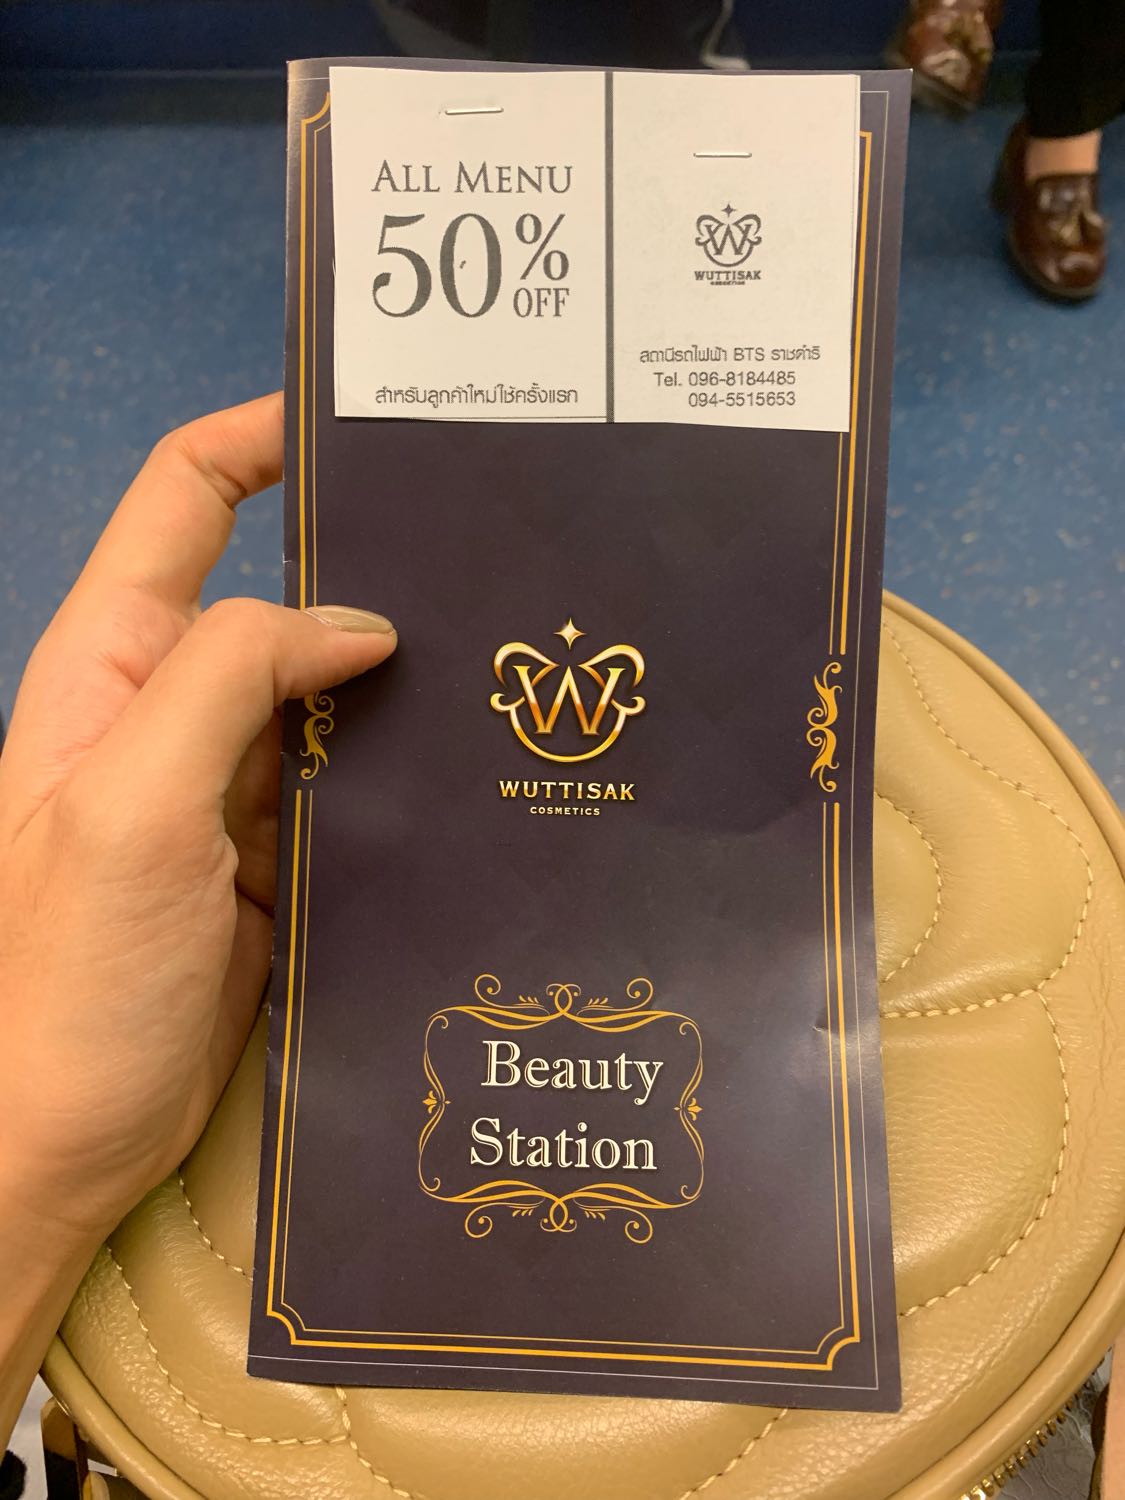 ALL MENU
50%
OFF
สำหรับลูกค้าใหม่ใช้ครั้งแรก
W
WUTTISAK
COSMETICS
สถานีรถไฟฟ้า BTS ราชดำริ
Tel. 096-8184485
094-5515653
W
WUTTISAK
COSMETICS
Beauty
Station